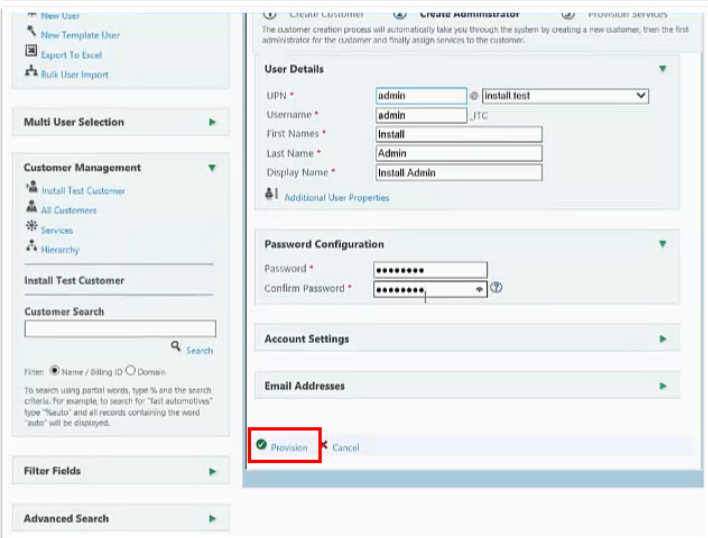 New User
New Template User
Export To Excel
Bulk User Import
Multi User Selection
Customer Management
Install Test Customer
All Customers
Services
Hierarchy
Install Test Customer
Customer Search
Search
Filter: Name / Billing ID Domain
To search using partial words, type % and the search
criteria. For example, to search for "fast automotives"
type "%auto" and all records containing the word
"auto" will be displayed.
Filter Fields
Advanced Search
1 Create Customer 2 Create Administrator 3 Provision Services
The customer creation process will automatically take you through the system by creating a new customer, then the first
administrator for the customer and finally assign services to the customer.
User Details
UPN * admin @ install.test
Username * admin _ITC
First Names * Install
Last Name * Admin
Display Name * Install Admin
Additional User Properties
Password Configuration
Password * ●●●●●●●●
Confirm Password * ●●●●●●●●
Account Settings
Email Addresses
Provision Cancel